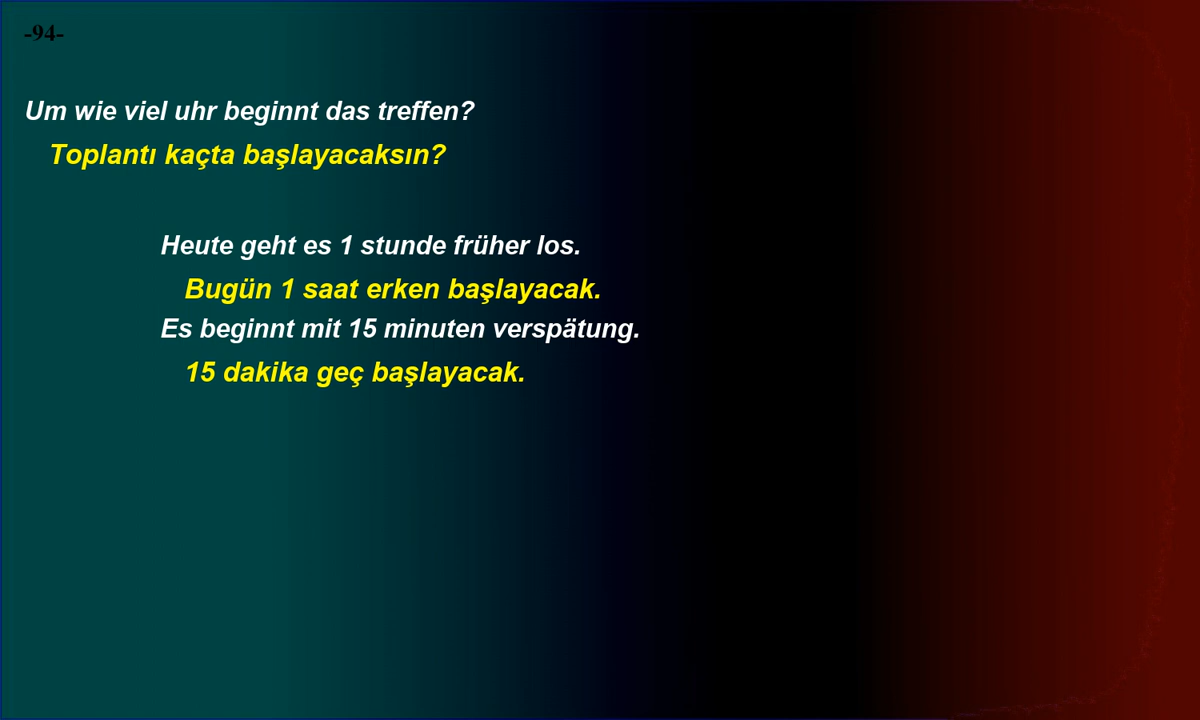 -94-
Um wie viel uhr beginnt das treffen?
Toplantı kaçta başlayacaksın?
Heute geht es 1 stunde früher los.
Bugün 1 saat erken başlayacak.
Es beginnt mit 15 minuten verspätung.
15 dakika geç başlayacak.